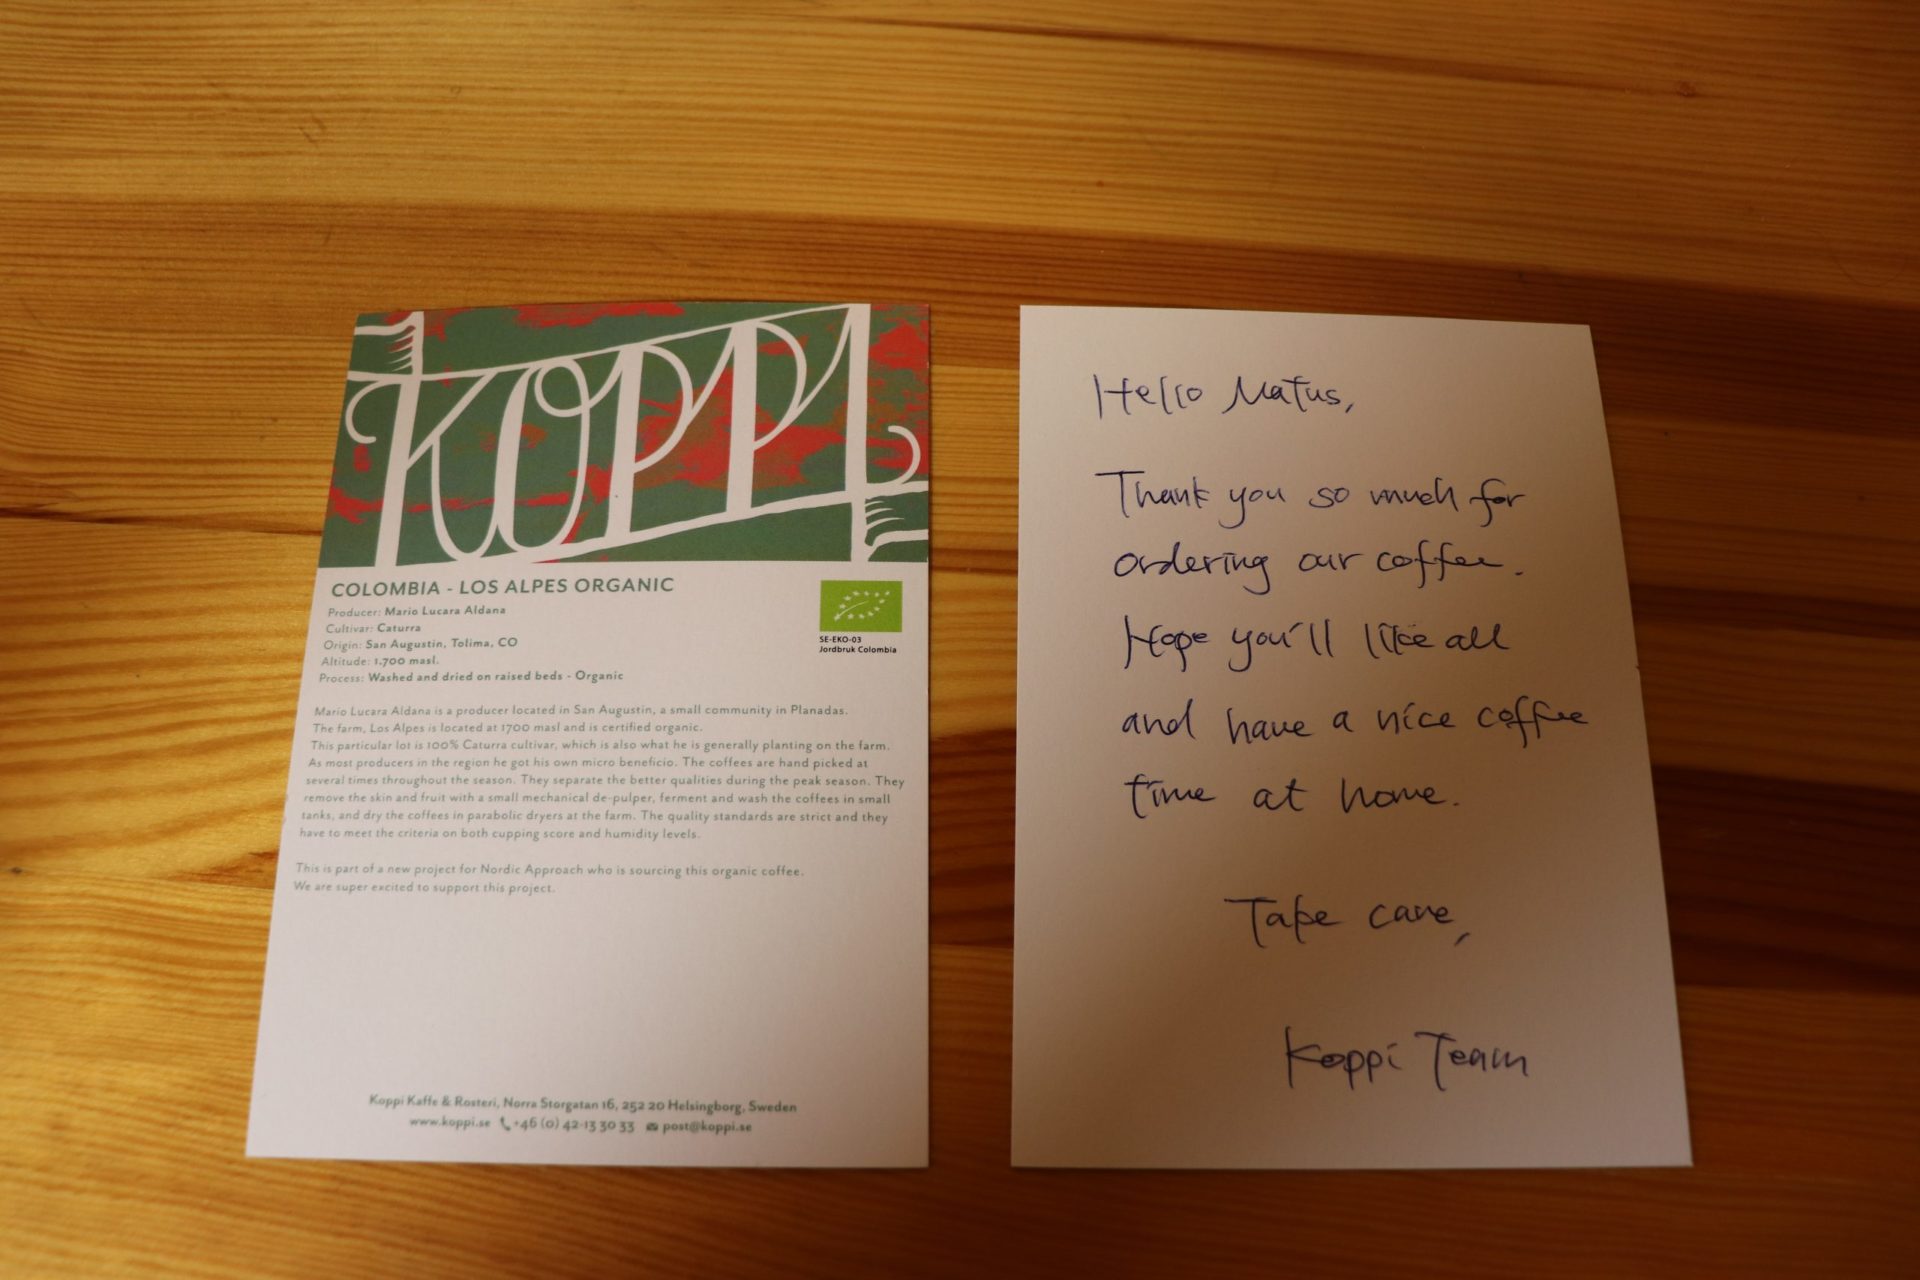 KOPPI
COLOMBIA - LOS ALPES ORGANIC
Producer: Mario Lucara Aldana
Cultivar: Caturra
Origin: San Augustin, Tolima, CO
Altitude: 1.700 masl.
Process: Washed and dried on raised beds - Organic
SE-EKO-03
Jordbruk Colombia
Mario Lucara Aldana is a producer located in San Augustin, a small community in Planadas.
The farm, Los Alpes is located at 1700 masl and is certified organic.
This particular lot is 100% Caturra cultivar, which is also what he is generally planting on the farm.
As most producers in the region he got his own micro beneficio. The coffees are hand picked at
several times throughout the season. They separate the better qualities during the peak season. They
remove the skin and fruit with a small mechanical de-pulper, ferment and wash the coffees in small
tanks, and dry the coffees in parabolic dryers at the farm. The quality standards are strict and they
have to meet the criteria on both cupping score and humidity levels.
This is part of a new project for Nordic Approach who is sourcing this organic coffee.
We are super excited to support this project.
Koppi Kaffe & Rosteri, Norra Storgatan 16, 252 20 Helsingborg, Sweden
www.koppi.se +46 (0) 42-13 30 33 post@koppi.se
Hello Matus,
Thank you so much for
ordering our coffee.
Hope you'll like all
and have a nice coffee
time at home.
Take care,
Koppi Team